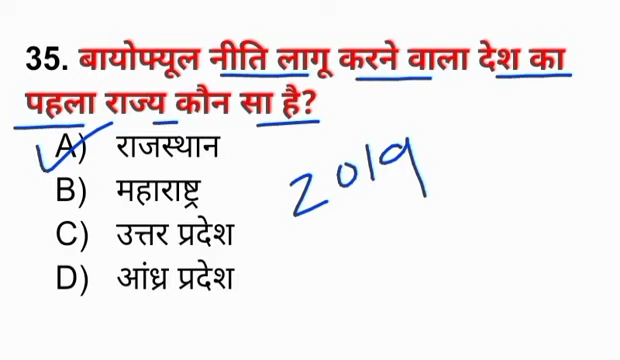 35. बायोफ्यूल नीति लागू करने वाला देश का
पहला राज्य कौन सा है?
A) राजस्थान
B) महाराष्ट्र
C) उत्तर प्रदेश
D) आंध्र प्रदेश
2019